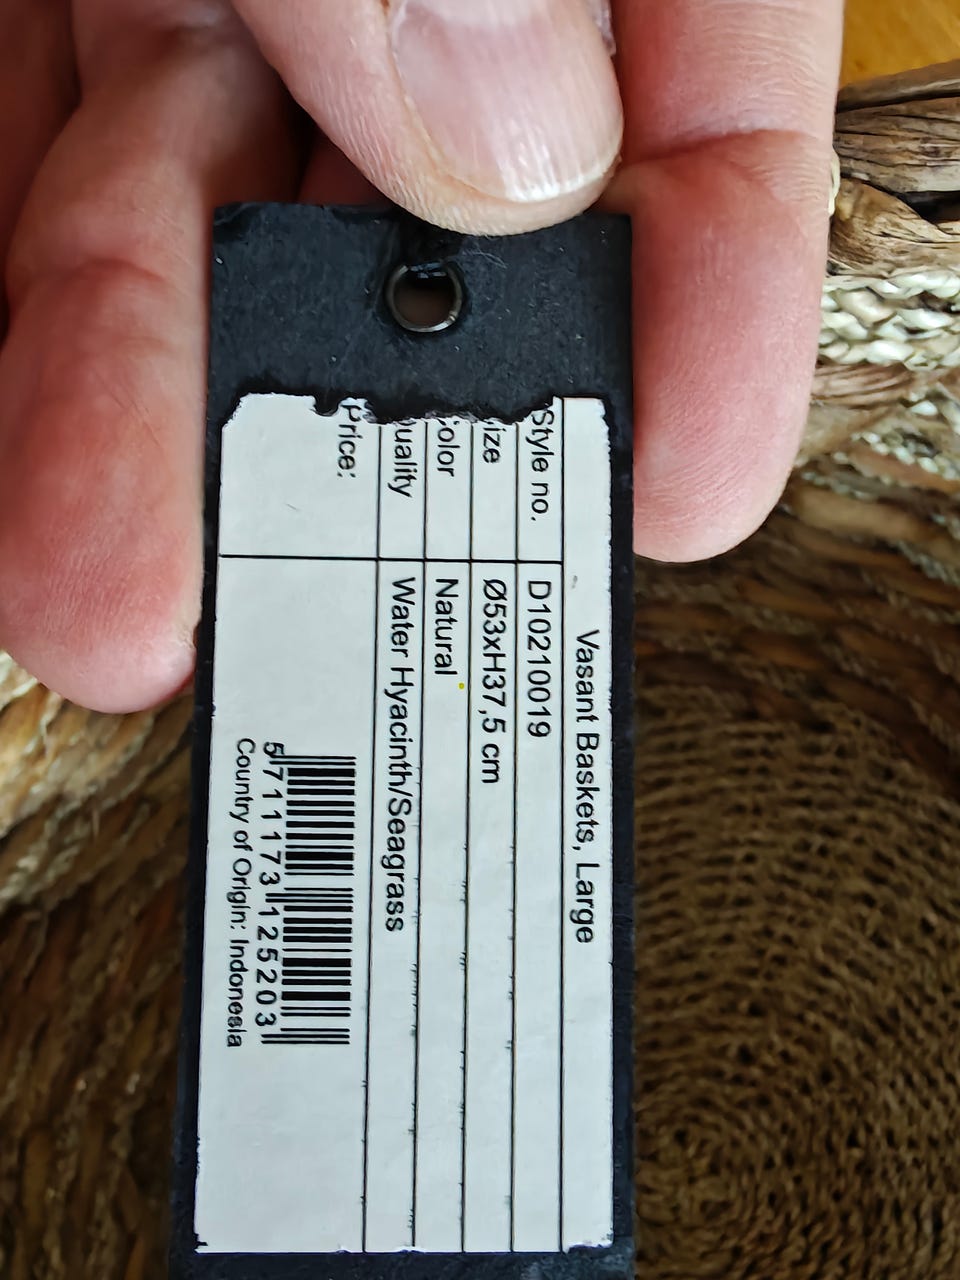 Vasant Baskets, Large
Style no. D10210019
ize Ø53xH37,5 cm
olor Natural
uality Water Hyacinth/Seagrass
Price:
5 711173 125203
Country of Origin: Indonesia